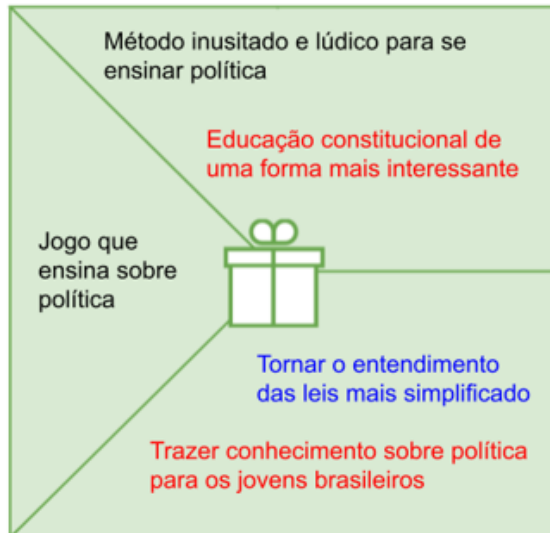 Método inusitado e lúdico para se
ensinar política
Educação constitucional de
uma forma mais interessante
Jogo que
ensina sobre
política
Tornar o entendimento
das leis mais simplificado
Trazer conhecimento sobre política
para os jovens brasileiros